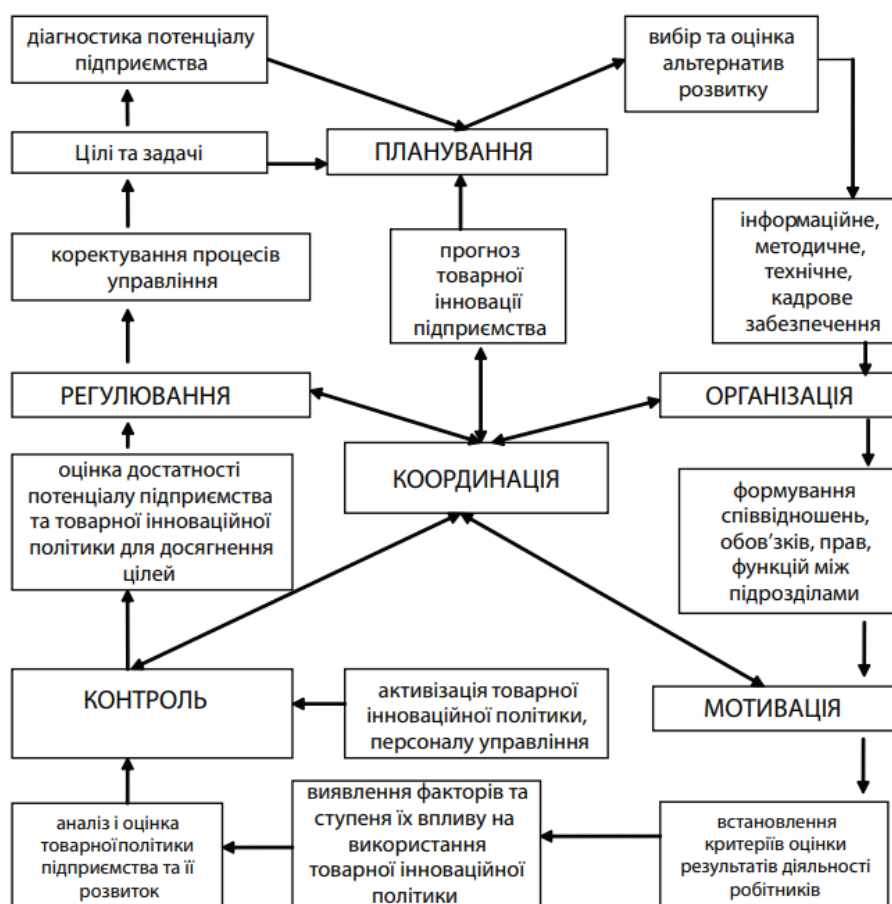 діагностика потенціалу
підприємства
вибір та оцінка
альтернатив
розвитку
Цілі та задачі
ПЛАНУВАННЯ
коректування процесів
управління
прогноз
товарної
інновації
підприємства
інформаційне,
методичне,
технічне,
кадрове
забезпечення
РЕГУЛЮВАННЯ
ОРГАНІЗАЦІЯ
КООРДИНАЦІЯ
оцінка достатності
потенціалу підприємства
та товарної інноваційної
політики для досягнення
цілей
формування
співвідношень,
обов’зків, прав,
функцій між
підрозділами
КОНТРОЛЬ
активізація товарної
інноваційної політики,
персоналу управління
МОТИВАЦІЯ
аналіз і оцінка
товарної політики
підприємства та її
розвиток
виявлення факторів та
ступеня їх впливу на
використання
товарної інноваційної
політики
встановлення
критеріїв оцінки
результатів діяльності
робітників